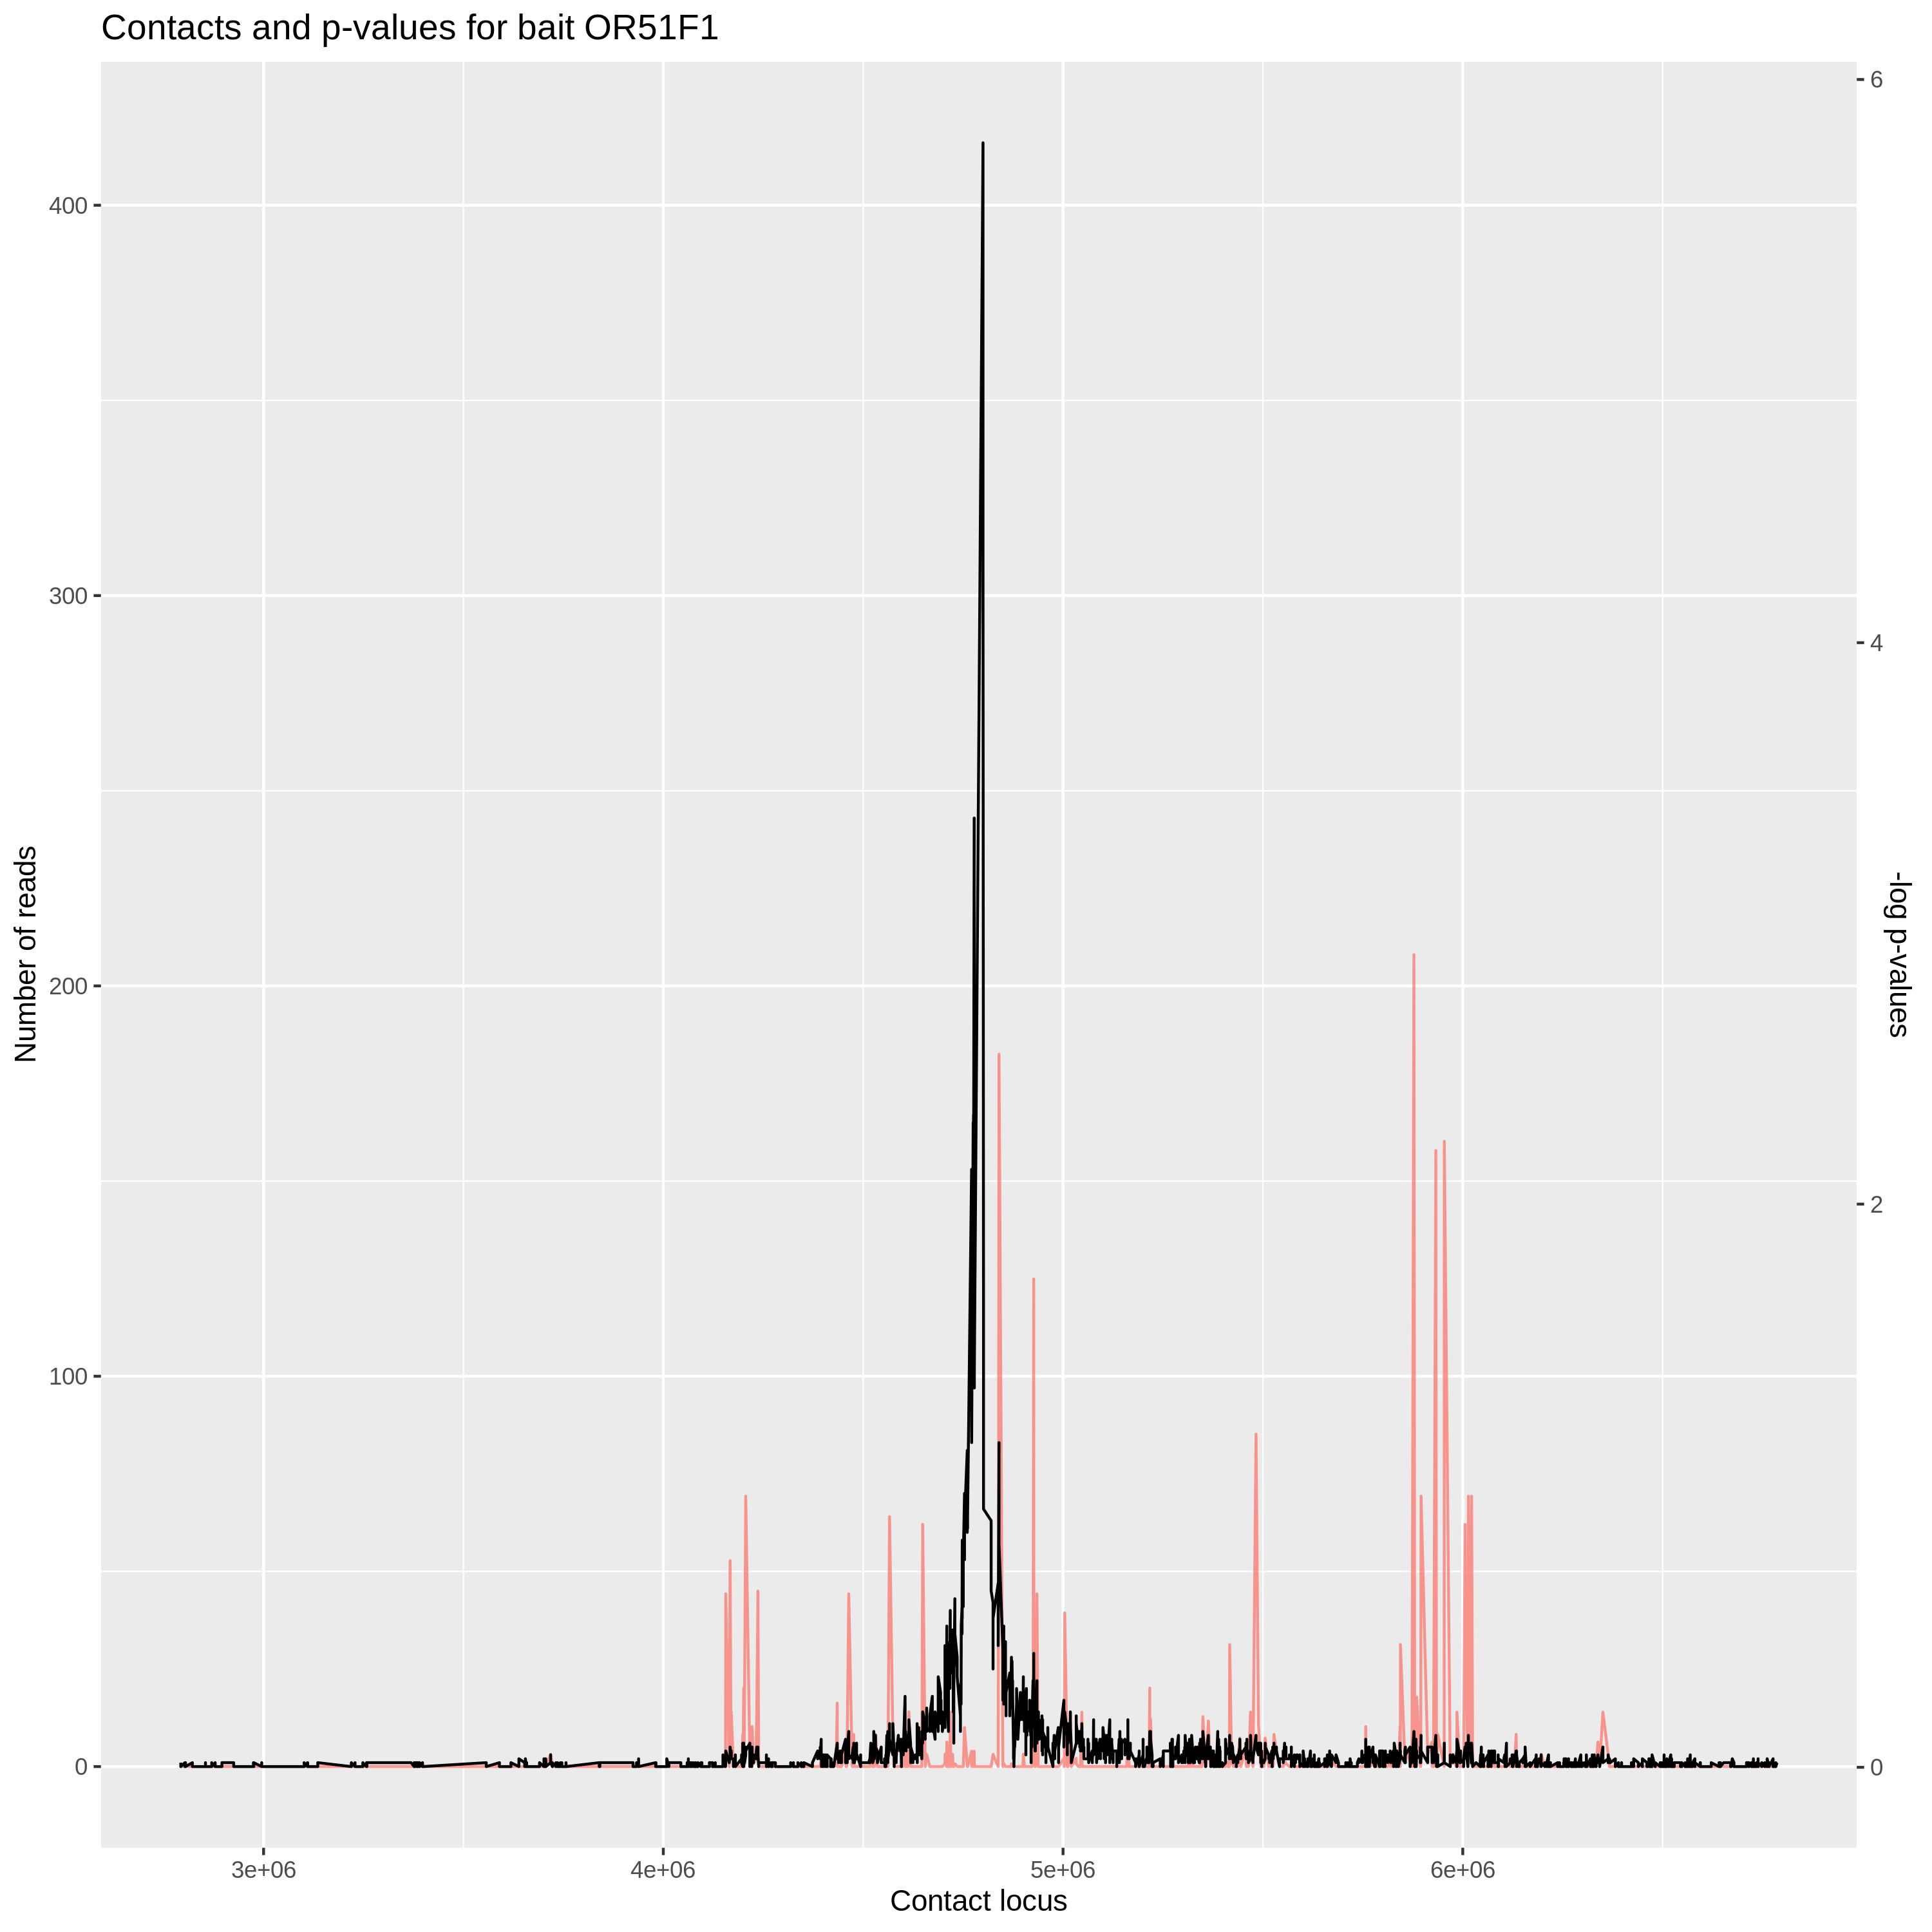 Contacts and p-values for bait OR51F1
Number of reads
400
300
200
100
0
6
4
2
0
-log p-values
3e+06
4e+06
5e+06
6e+06
Contact locus